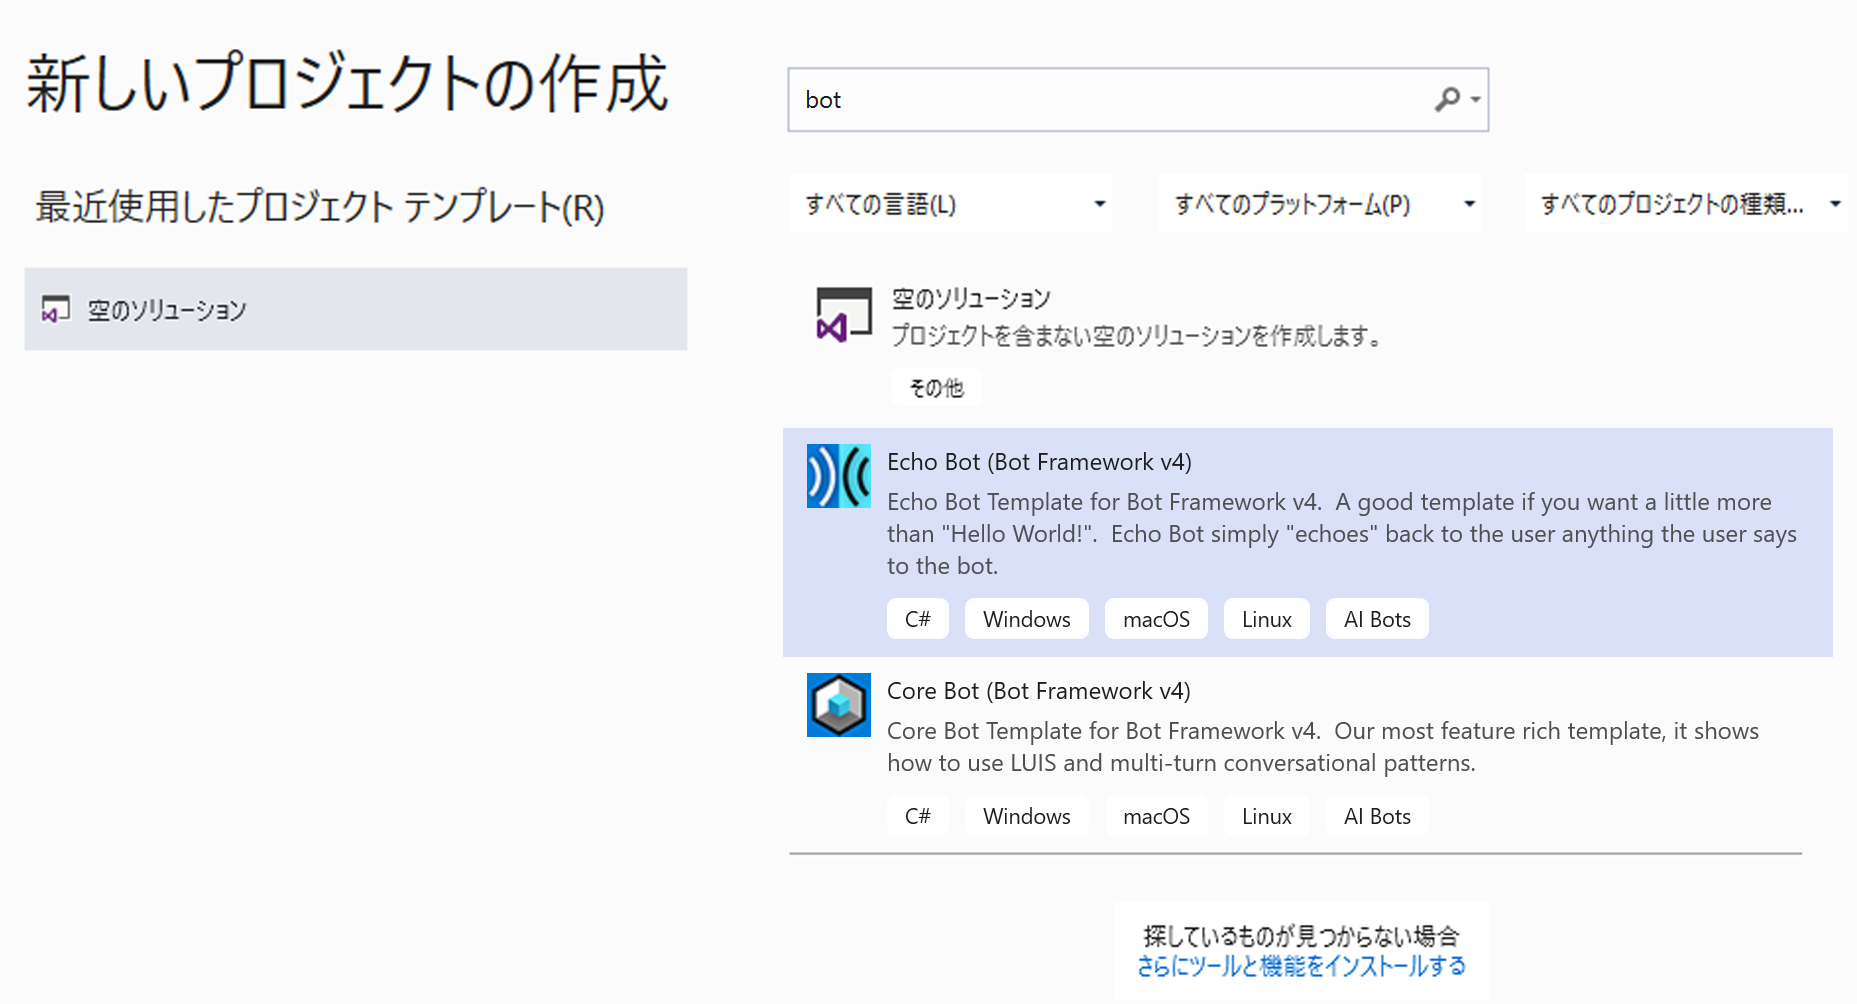 新しいプロジェクトの作成
最近使用したプロジェクト テンプレート(R)
空のソリューション
bot
すべての言語(L)
すべてのプラットフォーム(P)
すべてのプロジェクトの種類...
空のソリューション
プロジェクトを含まない空のソリューションを作成します。
その他
Echo Bot (Bot Framework v4)
Echo Bot Template for Bot Framework v4.  A good template if you want a little more
than "Hello World!".  Echo Bot simply "echoes" back to the user anything the user says
to the bot.
C# Windows macOS Linux AI Bots
Core Bot (Bot Framework v4)
Core Bot Template for Bot Framework v4.  Our most feature rich template, it shows
how to use LUIS and multi-turn conversational patterns.
C# Windows macOS Linux AI Bots
探しているものが見つからない場合
さらにツールと機能をインストールする